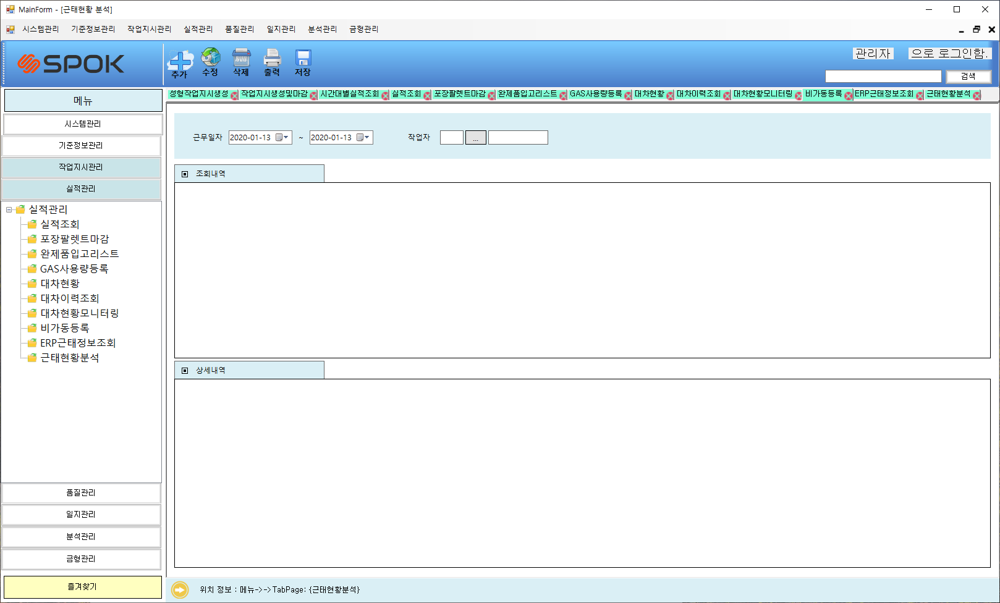 MainForm - [근태현황 분석]
시스템관리 기준정보관리 작업지시관리 실적관리 품질관리 일지관리 분석관리 금형관리
SPOK
추가 수정 삭제 출력 저장
관리자 으로 로그인함.
검색
메뉴
성형작업지시생성 작업지시생성및마감 시간대별실적조회 실적조회 포장팔렛트마감 완제품입고리스트 GAS사용량등록 대차현황 대차이력조회 대차현황모니터링 비가동등록 ERP근태정보조회 근태현황분석
시스템관리
기준정보관리
작업지시관리
실적관리
실적관리
실적조회
포장팔렛트마감
완제품입고리스트
GAS사용량등록
대차현황
대차이력조회
대차현황모니터링
비가동등록
ERP근태정보조회
근태현황분석
품질관리
일지관리
분석관리
금형관리
즐겨찾기
근무일자 2020-01-13 ~ 2020-01-13 작업자 ...
조회내역
상세내역
위치 정보 : 메뉴->->TabPage: {근태현황분석}